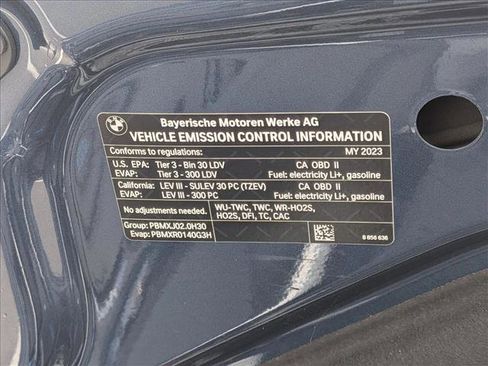 Bayerische Motoren Werke AG
VEHICLE EMISSION CONTROL INFORMATION
Conforms to regulations: MY 2023
U.S. EPA: Tier 3 - Bin 30 LDV CA OBD II
EVAP: Tier 3 - 300 LDV Fuel: electricity Li+, gasoline
California: LEV III - SULEV 30 PC (TZEV) CA OBD II
EVAP: LEV III - 300 PC Fuel: electricity Li+, gasoline
No adjustments needed. WU-TWC, TWC, WR-HO2S,
HO2S, DFI, TC, CAC
Group: PBMXJ02.0H30
Evap: PBMXR0140G3H
8 656 636